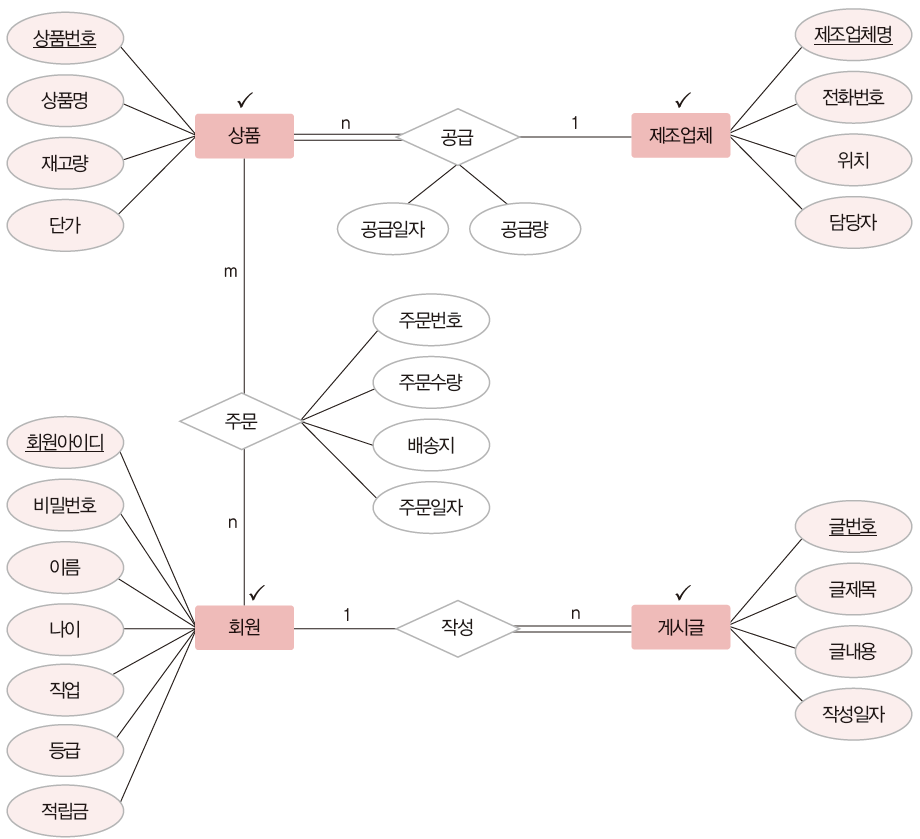 상품번호
상품명
재고량
단가
상품
n
공급
1
제조업체
제조업체명
전화번호
위치
담당자
공급일자
공급량
m
주문
주문번호
주문수량
배송지
주문일자
n
회원아이디
비밀번호
이름
나이
직업
등급
적립금
회원
1
작성
n
게시글
글번호
글제목
글내용
작성일자